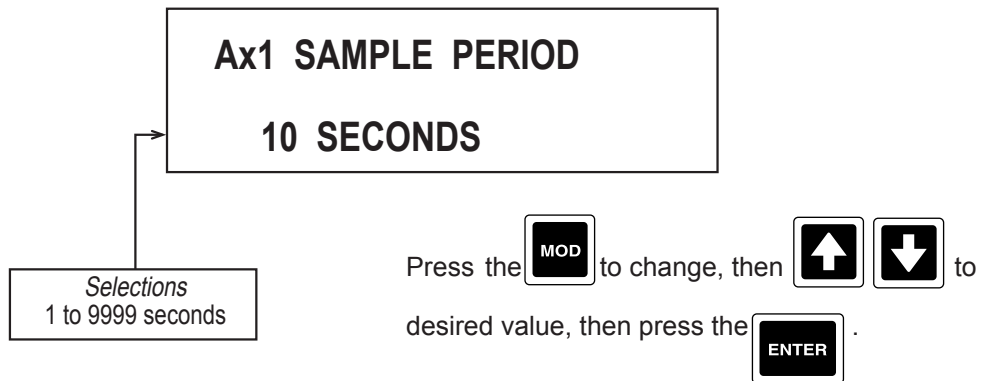 Ax1 SAMPLE PERIOD
10 SECONDS
Selections
1 to 9999 seconds
Press the MOD to change, then to
desired value, then press the ENTER .